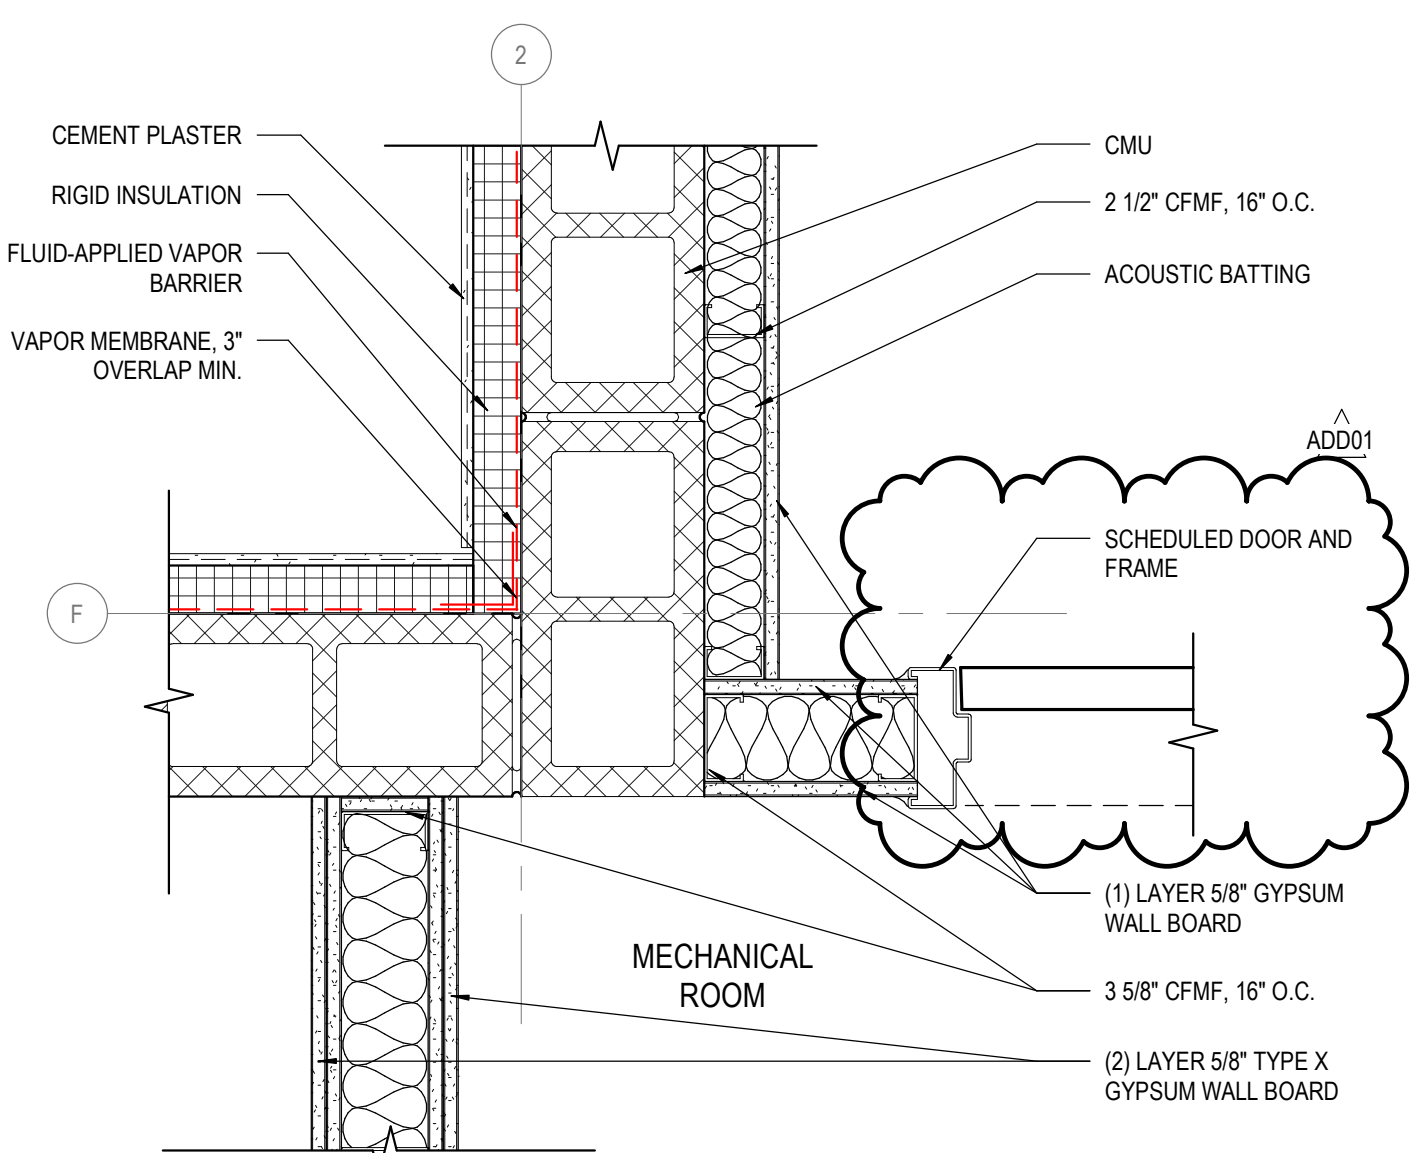 2
CEMENT PLASTER
RIGID INSULATION
FLUID-APPLIED VAPOR
BARRIER
VAPOR MEMBRANE, 3"
OVERLAP MIN.
F
CMU
2 1/2" CFMF, 16" O.C.
ACOUSTIC BATTING
ADD01
SCHEDULED DOOR AND
FRAME
(1) LAYER 5/8" GYPSUM
WALL BOARD
MECHANICAL
ROOM
3 5/8" CFMF, 16" O.C.
(2) LAYER 5/8" TYPE X
GYPSUM WALL BOARD